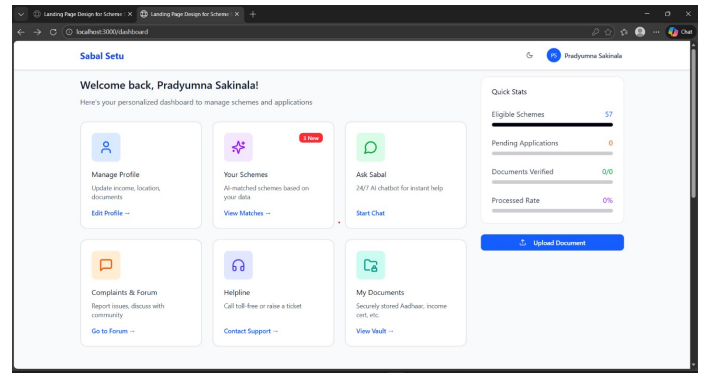 Landing Page Design for Scheme
Landing Page Design for Scheme
localhost:3000/dashboard
Chat
Sabal Setu
PS
Pradyumna Sakinala
Welcome back, Pradyumna Sakinala!
Here's your personalized dashboard to manage schemes and applications
Manage Profile
Update income, location,
documents
Edit Profile →
3 New
Your Schemes
AI-matched schemes based on
your data
View Matches →
Ask Sabal
24/7 AI chatbot for instant help
Start Chat
Complaints & Forum
Report issues, discuss with
community
Go to Forum →
Helpline
Call toll-free or raise a ticket
Contact Support →
My Documents
Securely stored Aadhaar, income
cert, etc.
View Vault →
Quick Stats
Eligible Schemes 57
Pending Applications 0
Documents Verified 0/0
Processed Rate 0%
Upload Document